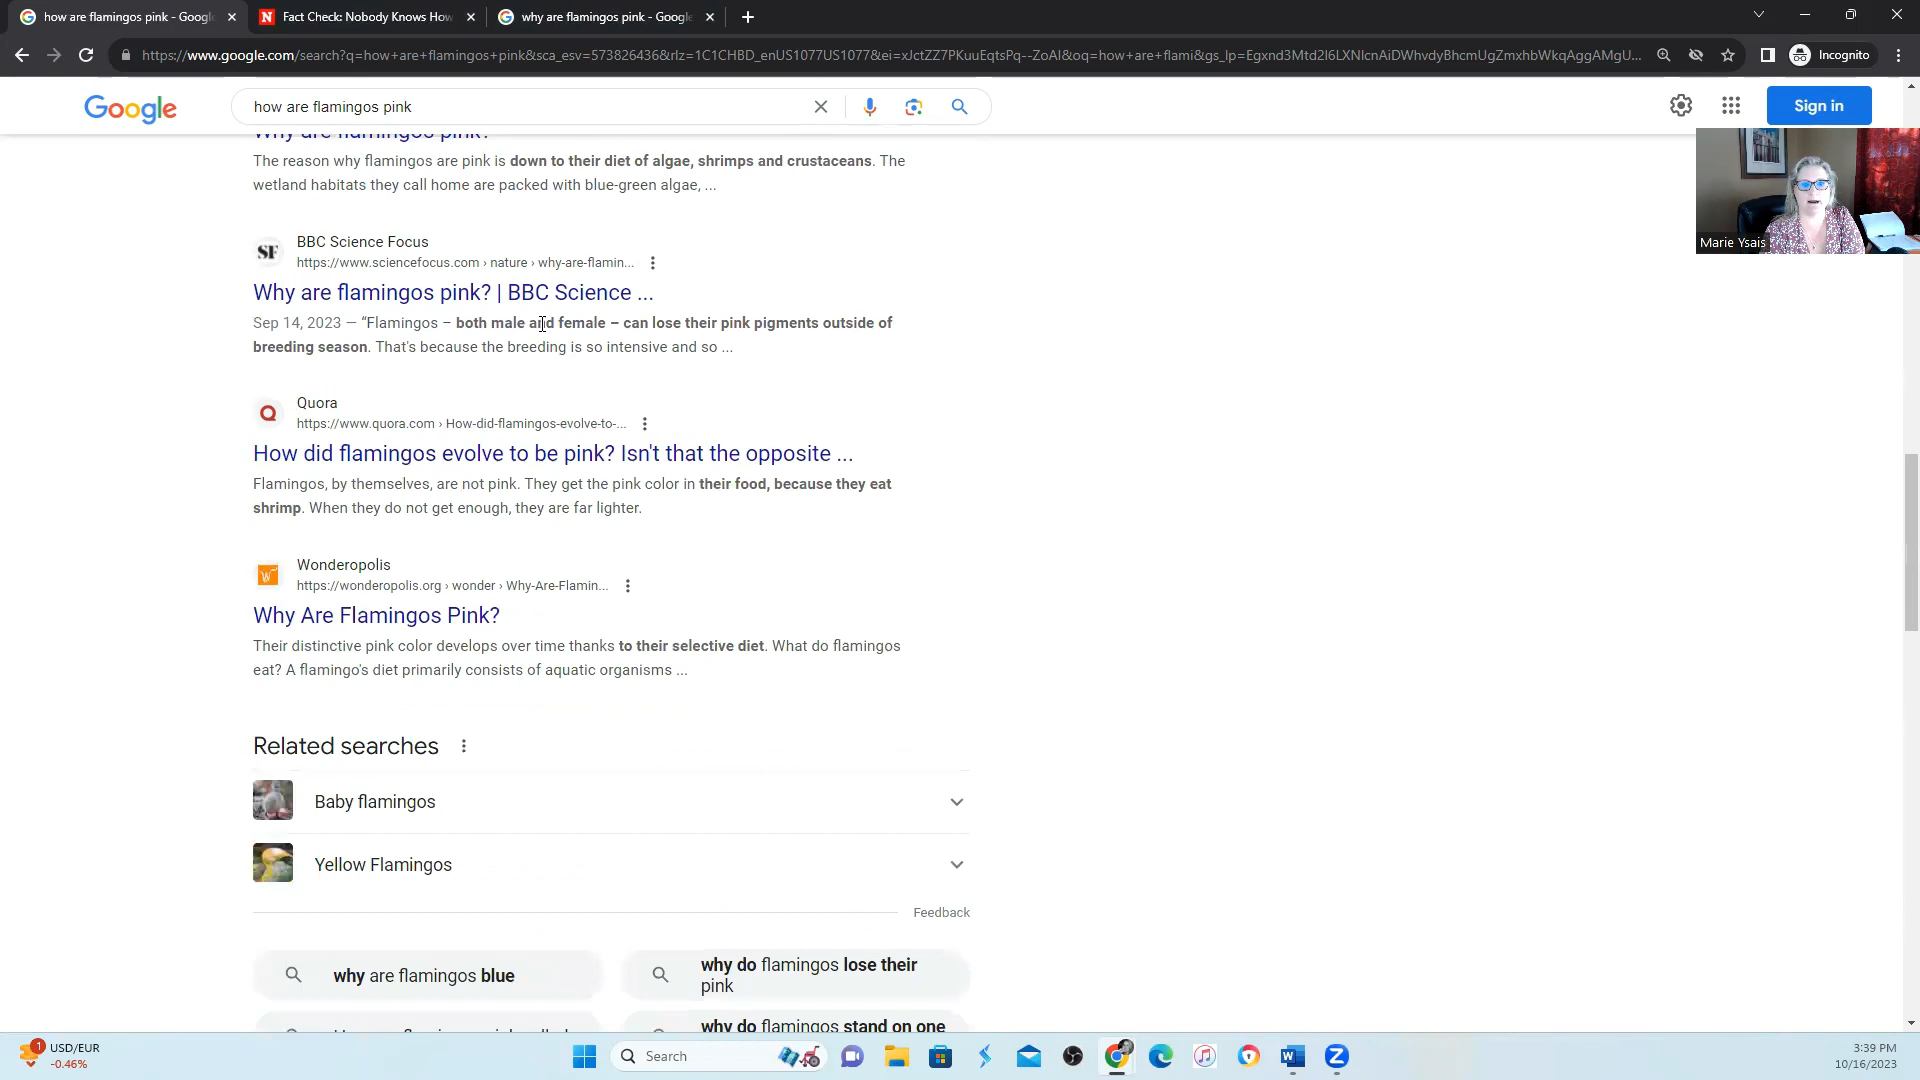 how are flamingos pink - Googl
Fact Check: Nobody Knows How
why are flamingos pink - Google
https://www.google.com/search?q=how+are+flamingos+pink&sca_esv=573826436&rlz=1C1CHBD_enUS1077US1077&ei=xJctZZ7PKuuEqtsPq--ZoAI&oq=how+are+flami&gs_lp=Egxnd3Mtd2l6LXNlcnAiDWhvdyBhcmUgZmxhbWkqAggAMgU...
Incognito
Google
how are flamingos pink
Sign in
Why are flamingos pink?
The reason why flamingos are pink is down to their diet of algae, shrimps and crustaceans. The
wetland habitats they call home are packed with blue-green algae, ...
Marie Ysais
SF
BBC Science Focus
https://www.sciencefocus.com › nature › why-are-flamin...
Why are flamingos pink? | BBC Science ...
Sep 14, 2023 — “Flamingos – both male and female – can lose their pink pigments outside of
breeding season. That's because the breeding is so intensive and so ...
Quora
https://www.quora.com › How-did-flamingos-evolve-to-...
How did flamingos evolve to be pink? Isn't that the opposite ...
Flamingos, by themselves, are not pink. They get the pink color in their food, because they eat
shrimp. When they do not get enough, they are far lighter.
Wonderopolis
https://wonderopolis.org › wonder › Why-Are-Flamin...
Why Are Flamingos Pink?
Their distinctive pink color develops over time thanks to their selective diet. What do flamingos
eat? A flamingo's diet primarily consists of aquatic organisms ...
Related searches
Baby flamingos
Yellow Flamingos
Feedback
why are flamingos blue
why do flamingos lose their
pink
why do flamingos stand on one
1
USD/EUR
-0.46%
Search
3:39 PM
10/16/2023